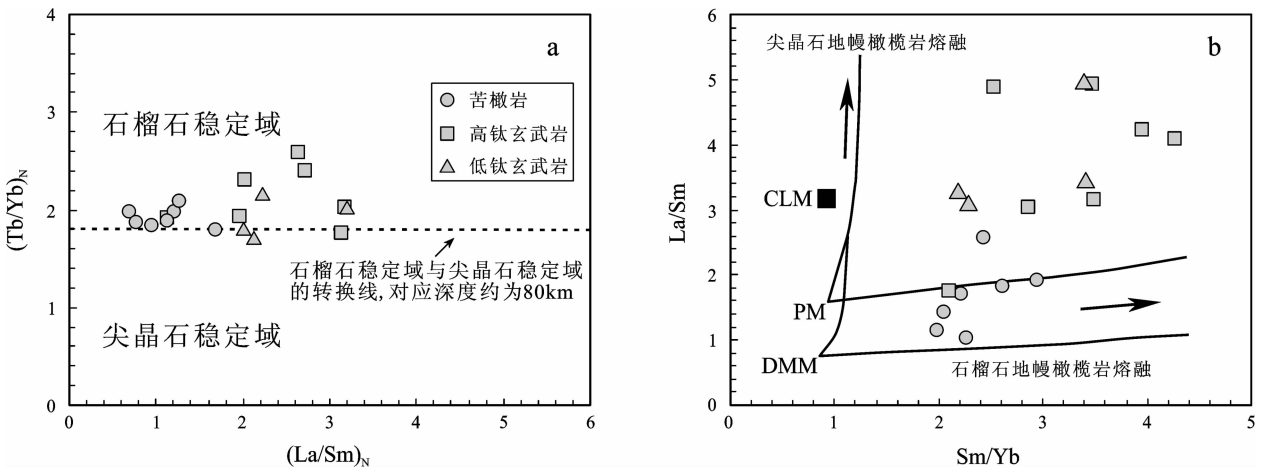 4
3
2
1
0
0
1
2
3
4
5
6
(Tb/Yb)N
(La/Sm)N
a
石榴石稳定域
苦橄岩
高钛玄武岩
低钛玄武岩
石榴石稳定域与尖晶石稳定域
的转换线,对应深度约为80km
尖晶石稳定域
6
5
4
3
2
1
0
0
1
2
3
4
5
La/Sm
Sm/Yb
尖晶石地幔橄榄岩熔融
b
CLM
PM
DMM
石榴石地幔橄榄岩熔融